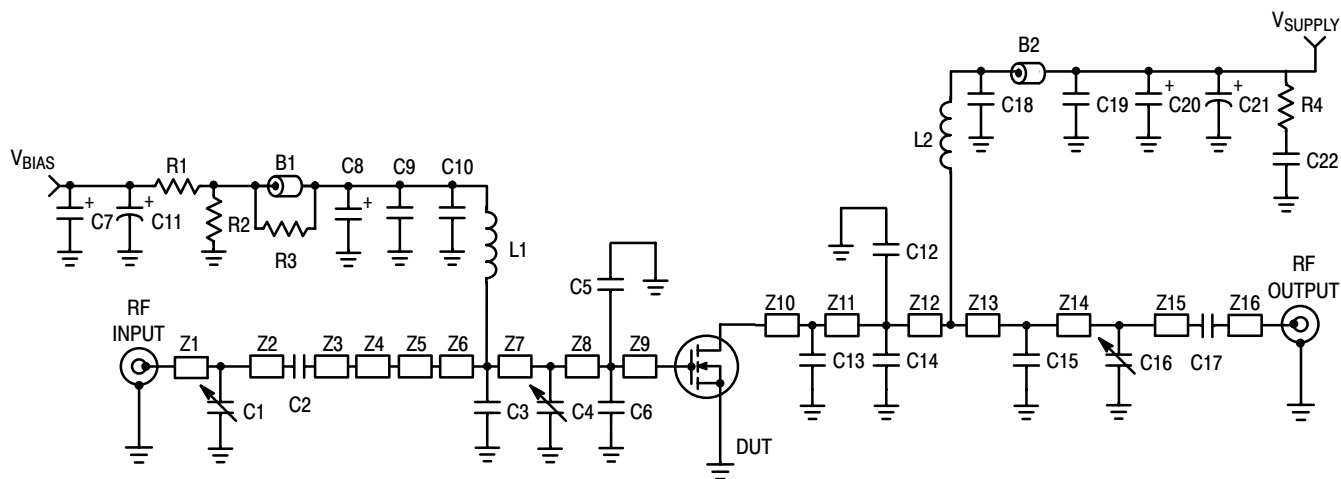 VSUPPLY
B2
C18
C19
+
C20
+
C21
R4
L2
C22
VBIAS
R1
B1
C8
C9
C10
+
C7
+
C11
R2
R3
+
L1
C5
C12
RF
INPUT
Z1
Z2
Z3
Z4
Z5
Z6
Z7
Z8
Z9
Z10
Z11
Z12
Z13
Z14
Z15
Z16
RF
OUTPUT
C1
C2
C3
C4
C6
C13
C14
C15
C16
C17
DUT